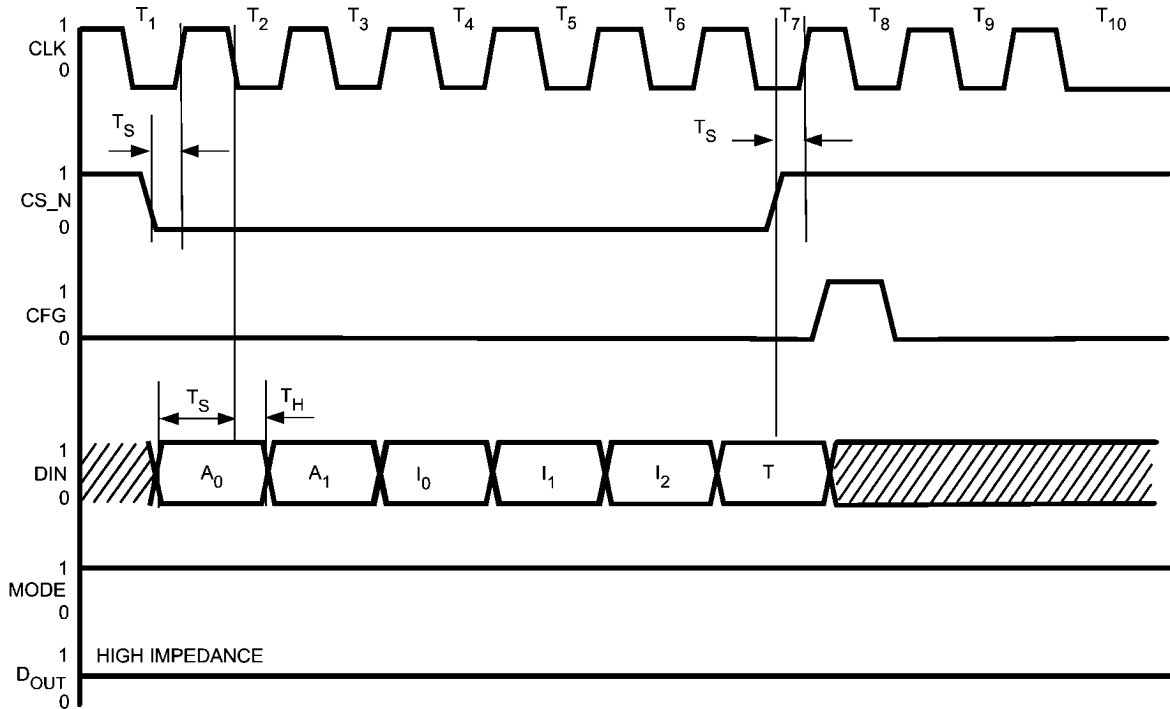 1
CLK
0
T1 T2 T3 T4 T5 T6 T7 T8 T9 T10
TS
TS
1
CS_N
0
1
CFG
0
TS
TH
1
DIN
0
A0 A1 I0 I1 I2 T
1
MODE
0
1
DOUT
0
HIGH IMPEDANCE